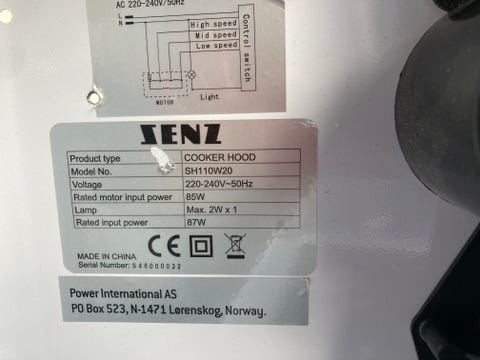 AC 220-240V/50Hz
L
N
High speed
Mid speed
Low speed
Control switch
MOTOR
Light
SENZ
Product type COOKER HOOD
Model No. SH110W20
Voltage 220-240V~50Hz
Rated motor input power 85W
Lamp Max. 2W x 1
Rated input power 87W
CE
MADE IN CHINA
Serial Number: S46000032
Power International AS
PO Box 523, N-1471 Lørenskog, Norway.